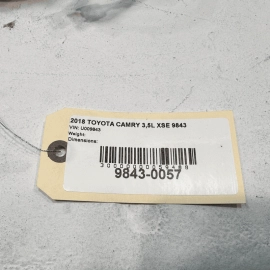 2018 TOYOTA CAMRY 3,5L XSE 9843
VIN: U009843
Weight:
Dimensions:
9843-0057